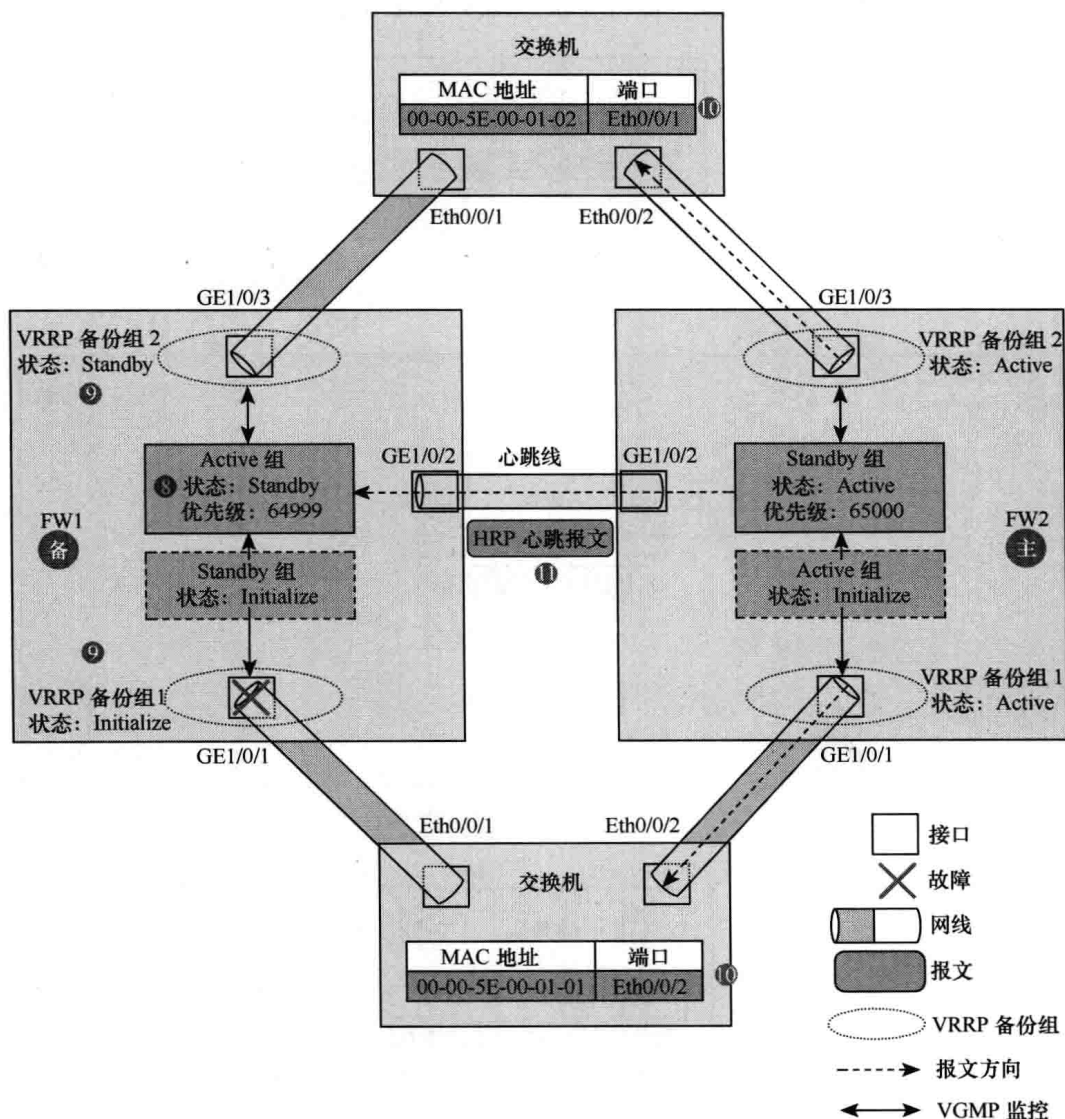 交换机
MAC 地址 端口
00-00-5E-00-01-02 Eth0/0/1 ⑩
Eth0/0/1 Eth0/0/2
GE1/0/3 GE1/0/3
VRRP 备份组 2
状态：Standby
⑨
VRRP 备份组 2
状态：Active
Active 组
⑧ 状态：Standby
优先级：64999
GE1/0/2 心跳线 GE1/0/2
Standby 组
状态：Active
优先级：65000
FW1
备
HRP 心跳报文
⑪
FW2
主
Standby 组
状态：Initialize
Active 组
状态：Initialize
⑨
VRRP 备份组1
状态：Initialize
VRRP 备份组 1
状态：Active
GE1/0/1 GE1/0/1
Eth0/0/1 Eth0/0/2
交换机
MAC 地址 端口
00-00-5E-00-01-01 Eth0/0/2 ⑩
接口
故障
网线
报文
VRRP 备份组
报文方向
VGMP 监控